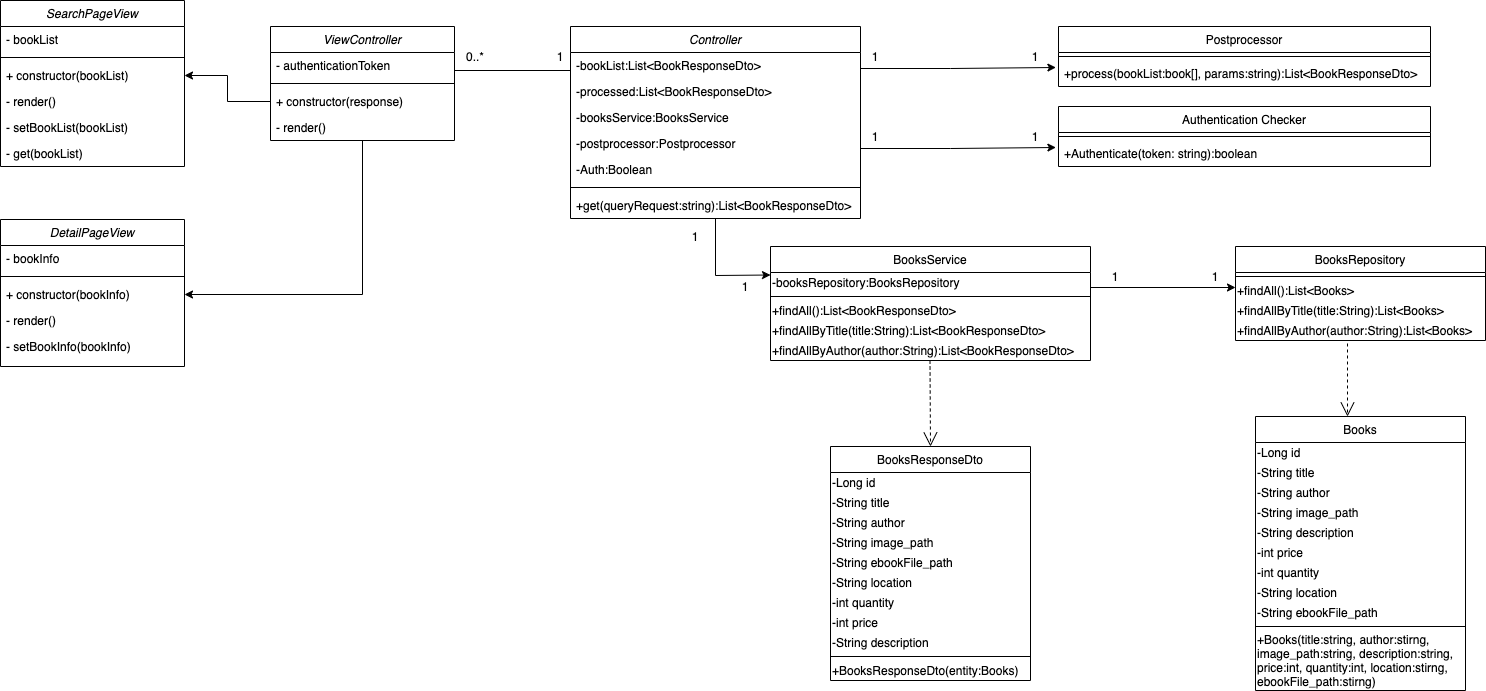 SearchPageView
- bookList
+ constructor(bookList)
- render()
- setBookList(bookList)
- get(bookList)
ViewController
- authenticationToken
+ constructor(response)
- render()
0..*
1
Controller
-bookList:List<BookResponseDto>
-processed:List<BookResponseDto>
-booksService:BooksService
-postprocessor:Postprocessor
-Auth:Boolean
+get(queryRequest:string):List<BookResponseDto>
1
1
Postprocessor
+process(bookList:book[], params:string):List<BookResponseDto>
1
1
Authentication Checker
+Authenticate(token: string):boolean
DetailPageView
- bookInfo
+ constructor(bookInfo)
- render()
- setBookInfo(bookInfo)
1
1
BooksService
-booksRepository:BooksRepository
+findAll():List<BookResponseDto>
+findAllByTitle(title:String):List<BookResponseDto>
+findAllByAuthor(author:String):List<BookResponseDto>
1
1
BooksRepository
+findAll():List<Books>
+findAllByTitle(title:String):List<Books>
+findAllByAuthor(author:String):List<Books>
BooksResponseDto
-Long id
-String title
-String author
-String image_path
-String ebookFile_path
-String location
-int quantity
-int price
-String description
+BooksResponseDto(entity:Books)
Books
-Long id
-String title
-String author
-String image_path
-String description
-int price
-int quantity
-String location
-String ebookFile_path
+Books(title:string, author:stirng,
image_path:string, description:string,
price:int, quantity:int, location:stirng,
ebookFile_path:stirng)